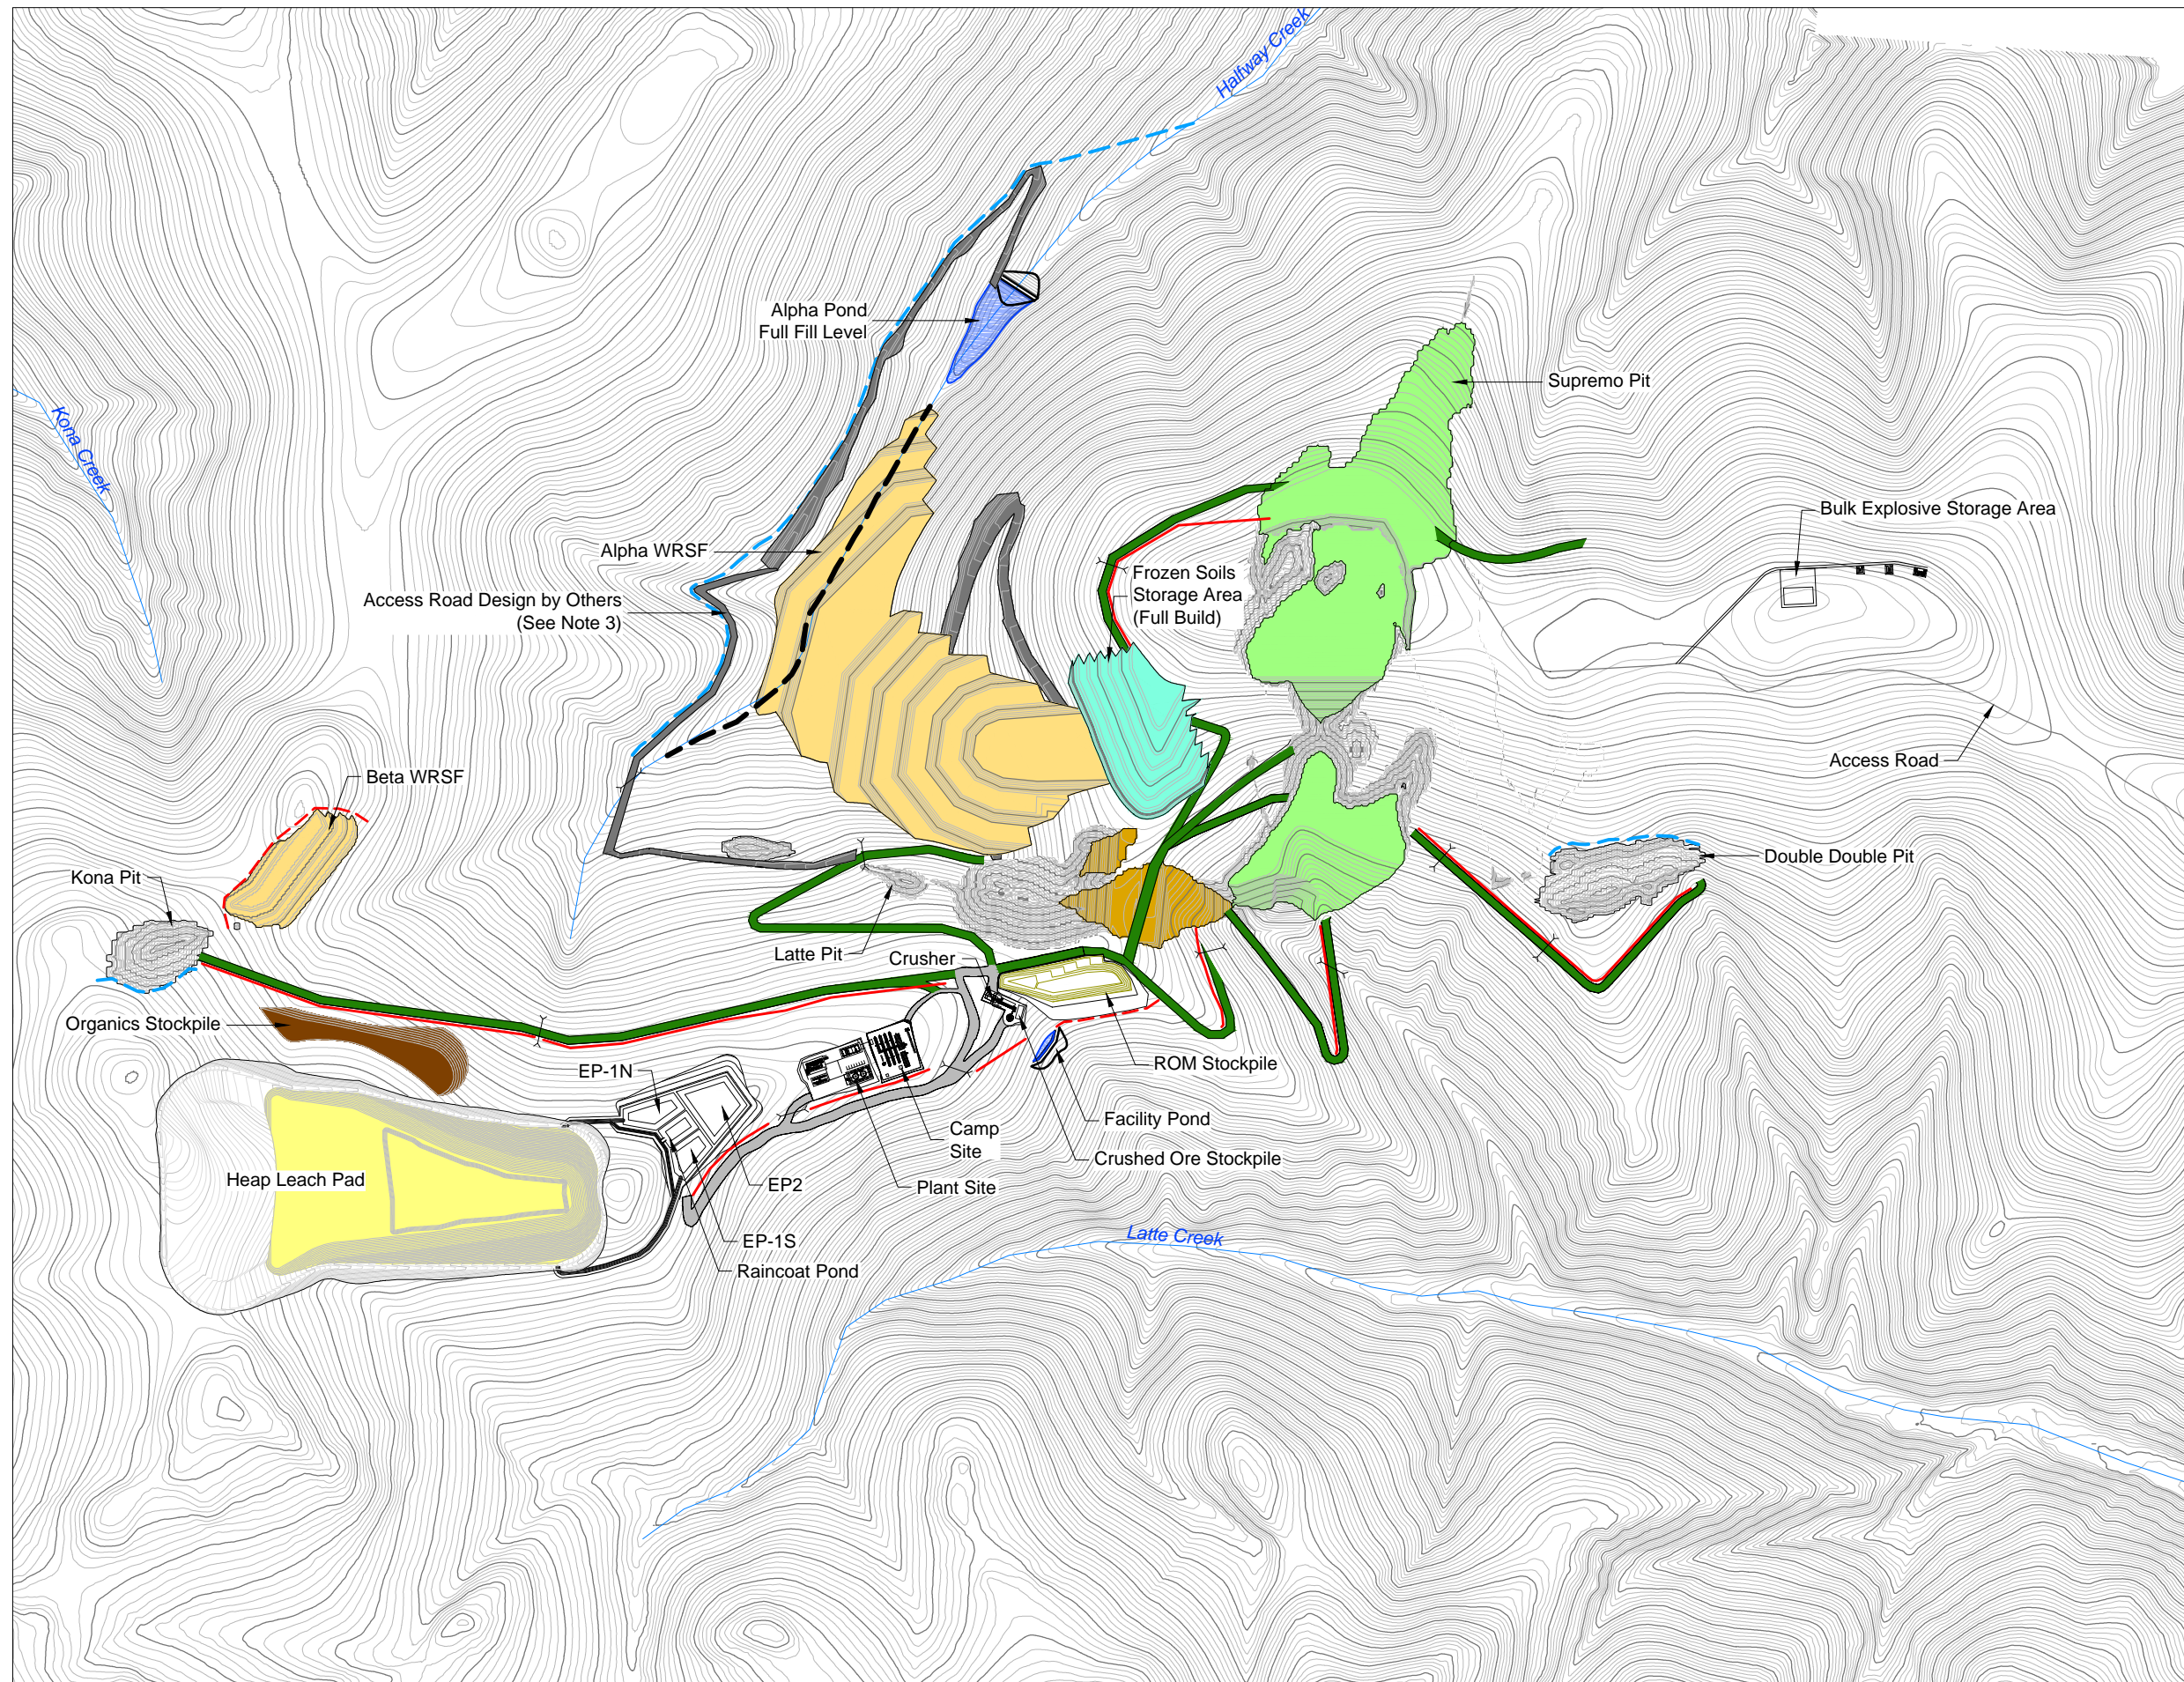 Halfway Creek
Alpha Pond
Full Fill Level
Supremo Pit
Kona Creek
Bulk Explosive Storage Area
Alpha WRSF
Frozen Soils
Storage Area
(Full Build)
Access Road Design by Others
(See Note 3)
Access Road
Beta WRSF
Double Double Pit
Kona Pit
Latte Pit
Crusher
Organics Stockpile
ROM Stockpile
EP-1N
Facility Pond
Camp
Site
Crushed Ore Stockpile
Heap Leach Pad
EP2
Plant Site
Latte Creek
EP-1S
Raincoat Pond